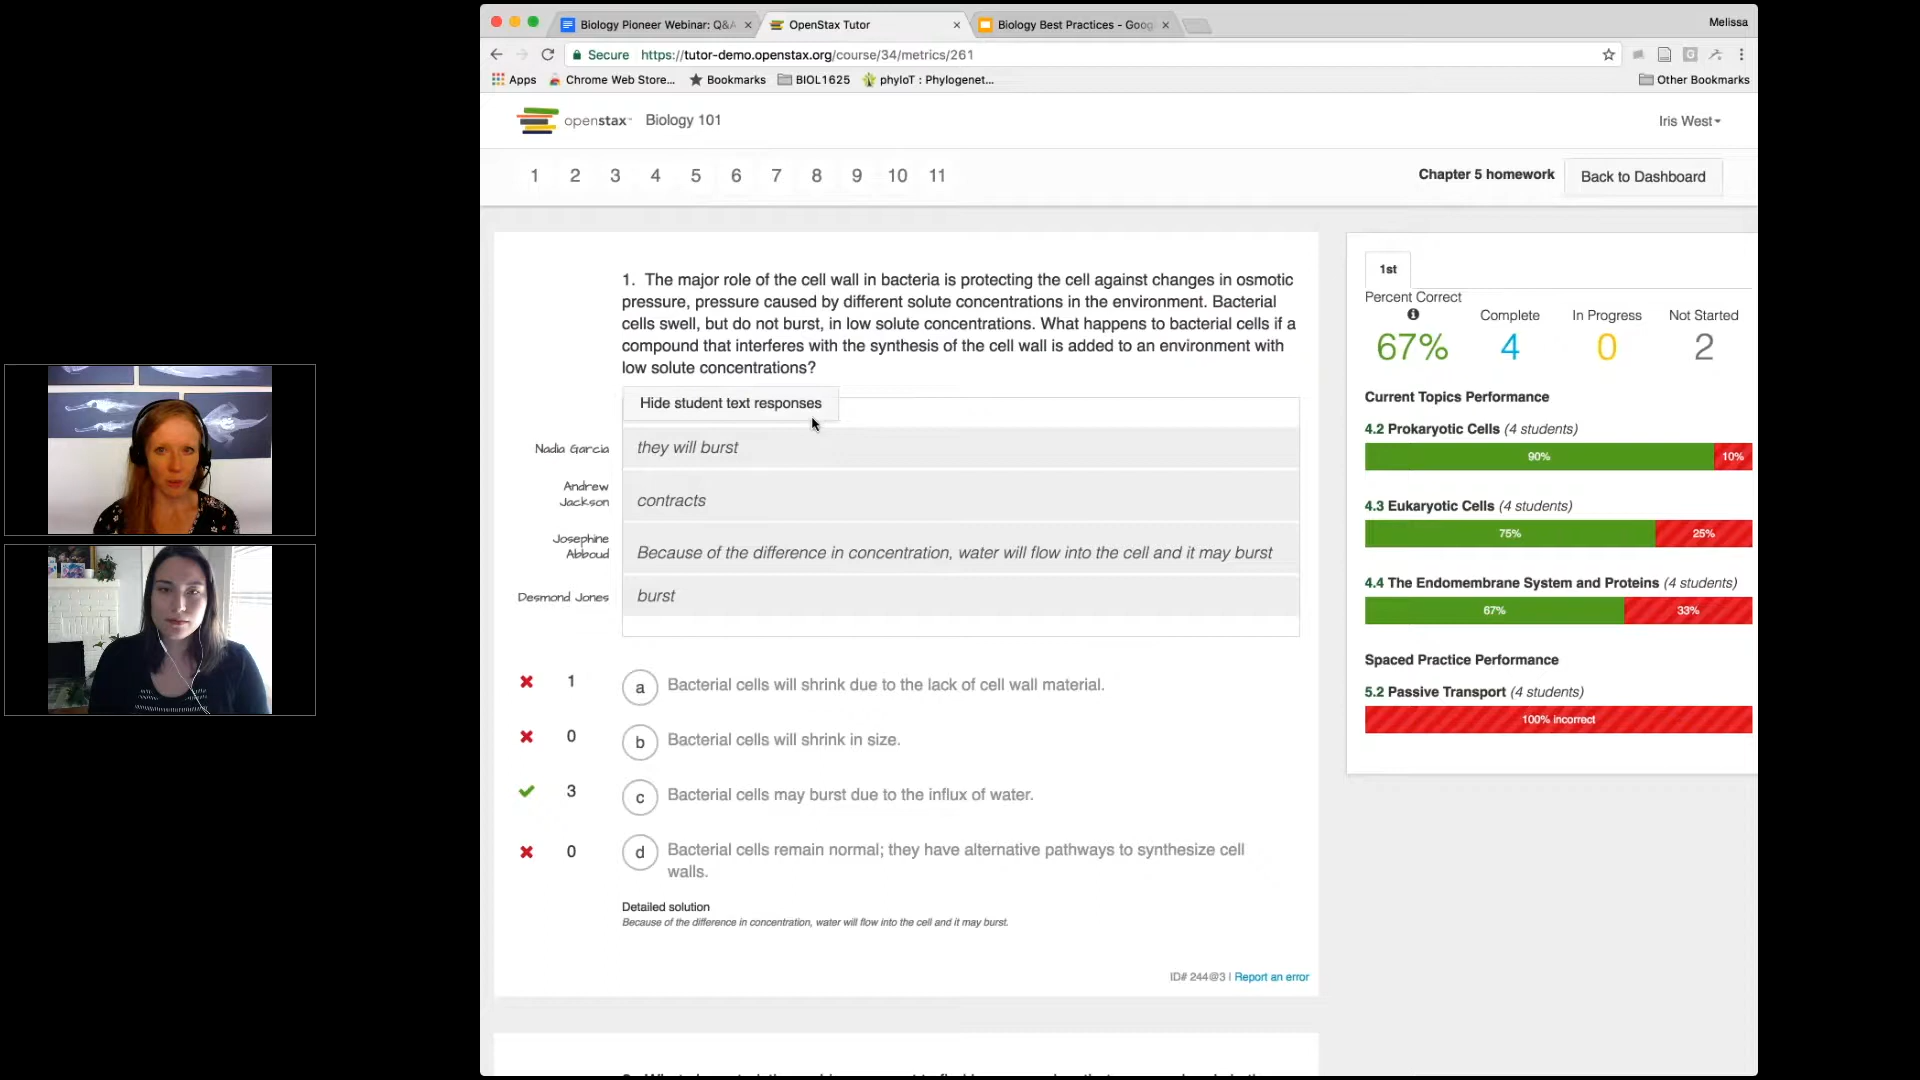 Biology Pioneer Webinar: Q&A
OpenStax Tutor
Biology Best Practices - Goog
Melissa
Secure
https://tutor-demo.openstax.org/course/34/metrics/261
Apps
Chrome Web Store...
Bookmarks
BIOL1625
phyloT : Phylogenet...
Other Bookmarks
openstax
Biology 101
Iris West
1 2 3 4 5 6 7 8 9 10 11
Chapter 5 homework
Back to Dashboard
1. The major role of the cell wall in bacteria is protecting the cell against changes in osmotic
pressure, pressure caused by different solute concentrations in the environment. Bacterial
cells swell, but do not burst, in low solute concentrations. What happens to bacterial cells if a
compound that interferes with the synthesis of the cell wall is added to an environment with
low solute concentrations?
Hide student text responses
Nadia Garcia
they will burst
Andrew
Jackson
contracts
Josephine
Abboud
Because of the difference in concentration, water will flow into the cell and it may burst
Desmond Jones
burst
1 a Bacterial cells will shrink due to the lack of cell wall material.
0 b Bacterial cells will shrink in size.
3 c Bacterial cells may burst due to the influx of water.
0 d Bacterial cells remain normal; they have alternative pathways to synthesize cell
walls.
Detailed solution
Because of the difference in concentration, water will flow into the cell and it may burst.
ID# 244@3 | Report an error
1st
Percent Correct
Complete
In Progress
Not Started
67% 4 0 2
Current Topics Performance
4.2 Prokaryotic Cells (4 students)
90% 10%
4.3 Eukaryotic Cells (4 students)
75% 25%
4.4 The Endomembrane System and Proteins (4 students)
67% 33%
Spaced Practice Performance
5.2 Passive Transport (4 students)
100% incorrect